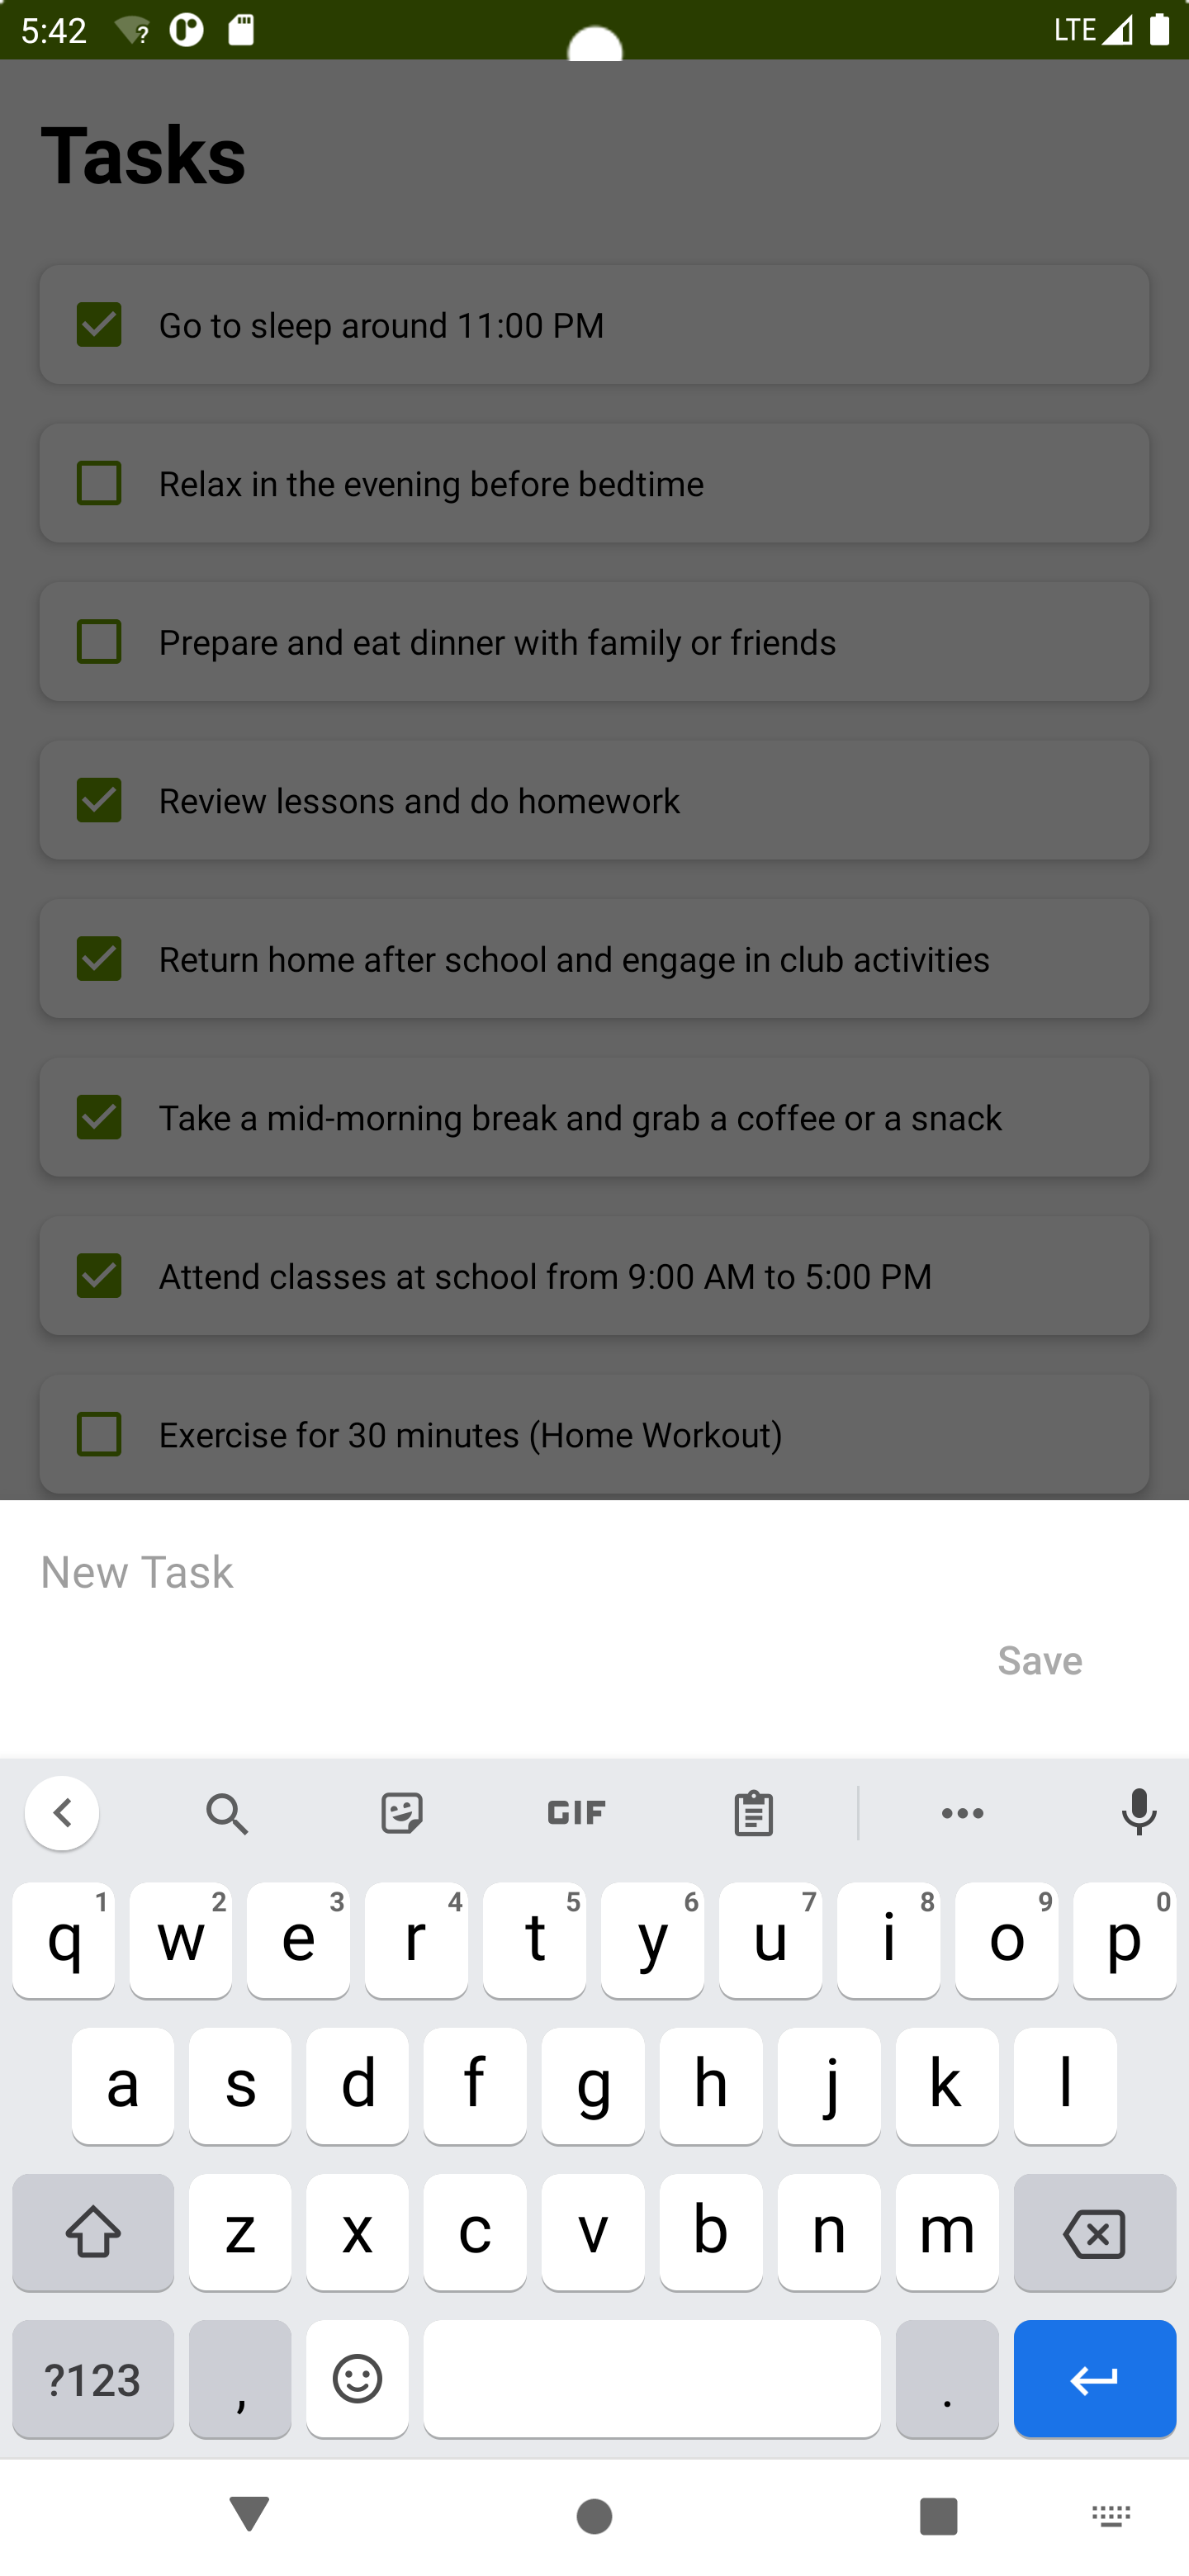 5:42
LTE
Tasks
Go to sleep around 11:00 PM
Relax in the evening before bedtime
Prepare and eat dinner with family or friends
Review lessons and do homework
Return home after school and engage in club activities
Take a mid-morning break and grab a coffee or a snack
Attend classes at school from 9:00 AM to 5:00 PM
Exercise for 30 minutes (Home Workout)
New Task
Save
GIF
q 1 w 2 e 3 r 4 t 5 y 6 u 7 i 8 o 9 p 0
a s d f g h j k l
z x c v b n m
?123 , .